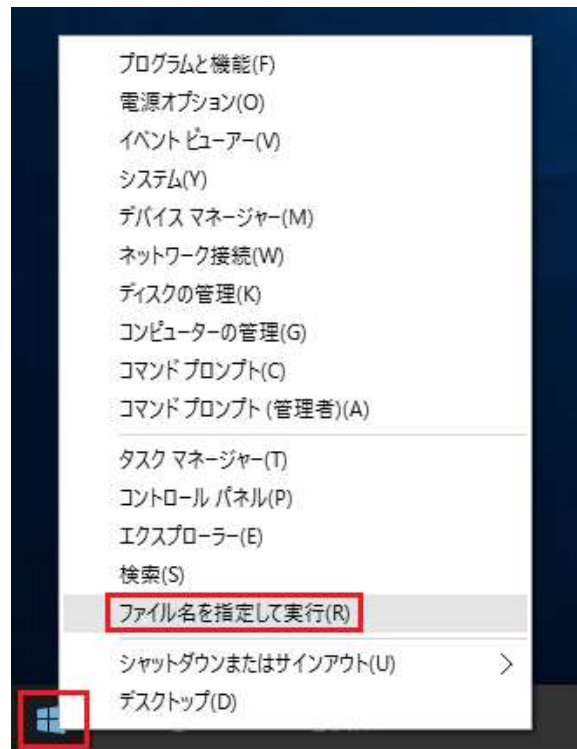 プログラムと機能(F)
電源オプション(O)
イベント ビューアー(V)
システム(Y)
デバイス マネージャー(M)
ネットワーク接続(W)
ディスクの管理(K)
コンピューターの管理(G)
コマンド プロンプト(C)
コマンド プロンプト (管理者)(A)
タスク マネージャー(T)
コントロール パネル(P)
エクスプローラー(E)
検索(S)
ファイル名を指定して実行(R)
シャットダウンまたはサインアウト(U)
デスクトップ(D)